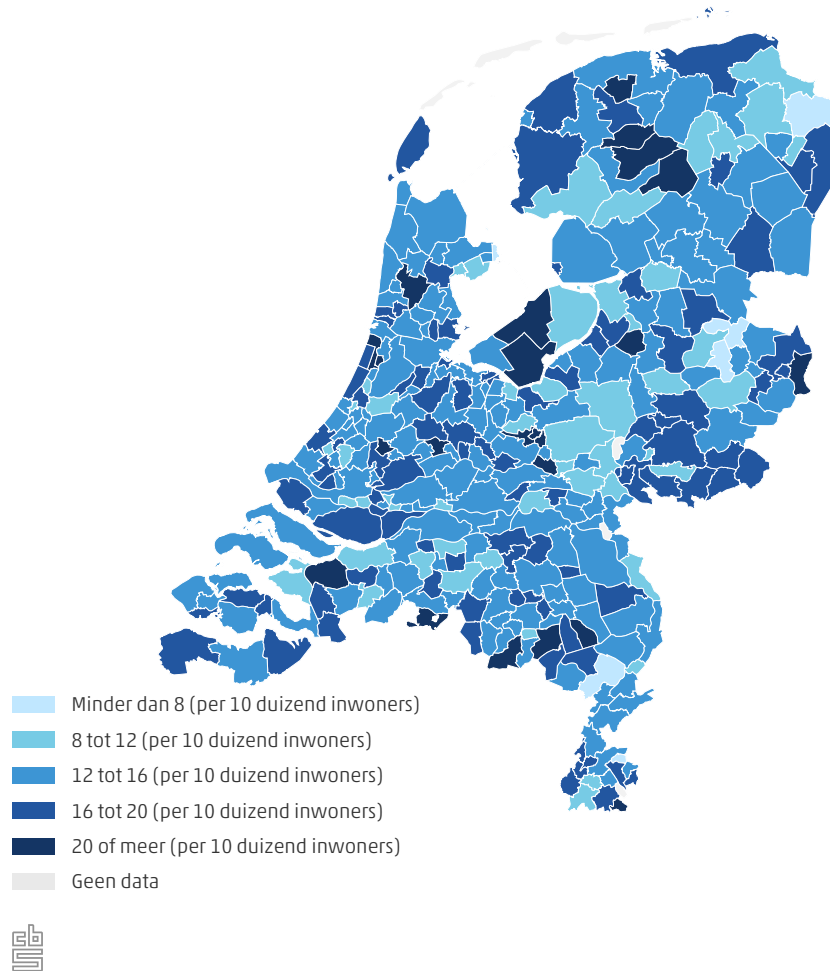 Minder dan 8 (per 10 duizend inwoners)
8 tot 12 (per 10 duizend inwoners)
12 tot 16 (per 10 duizend inwoners)
16 tot 20 (per 10 duizend inwoners)
20 of meer (per 10 duizend inwoners)
Geen data
cbs